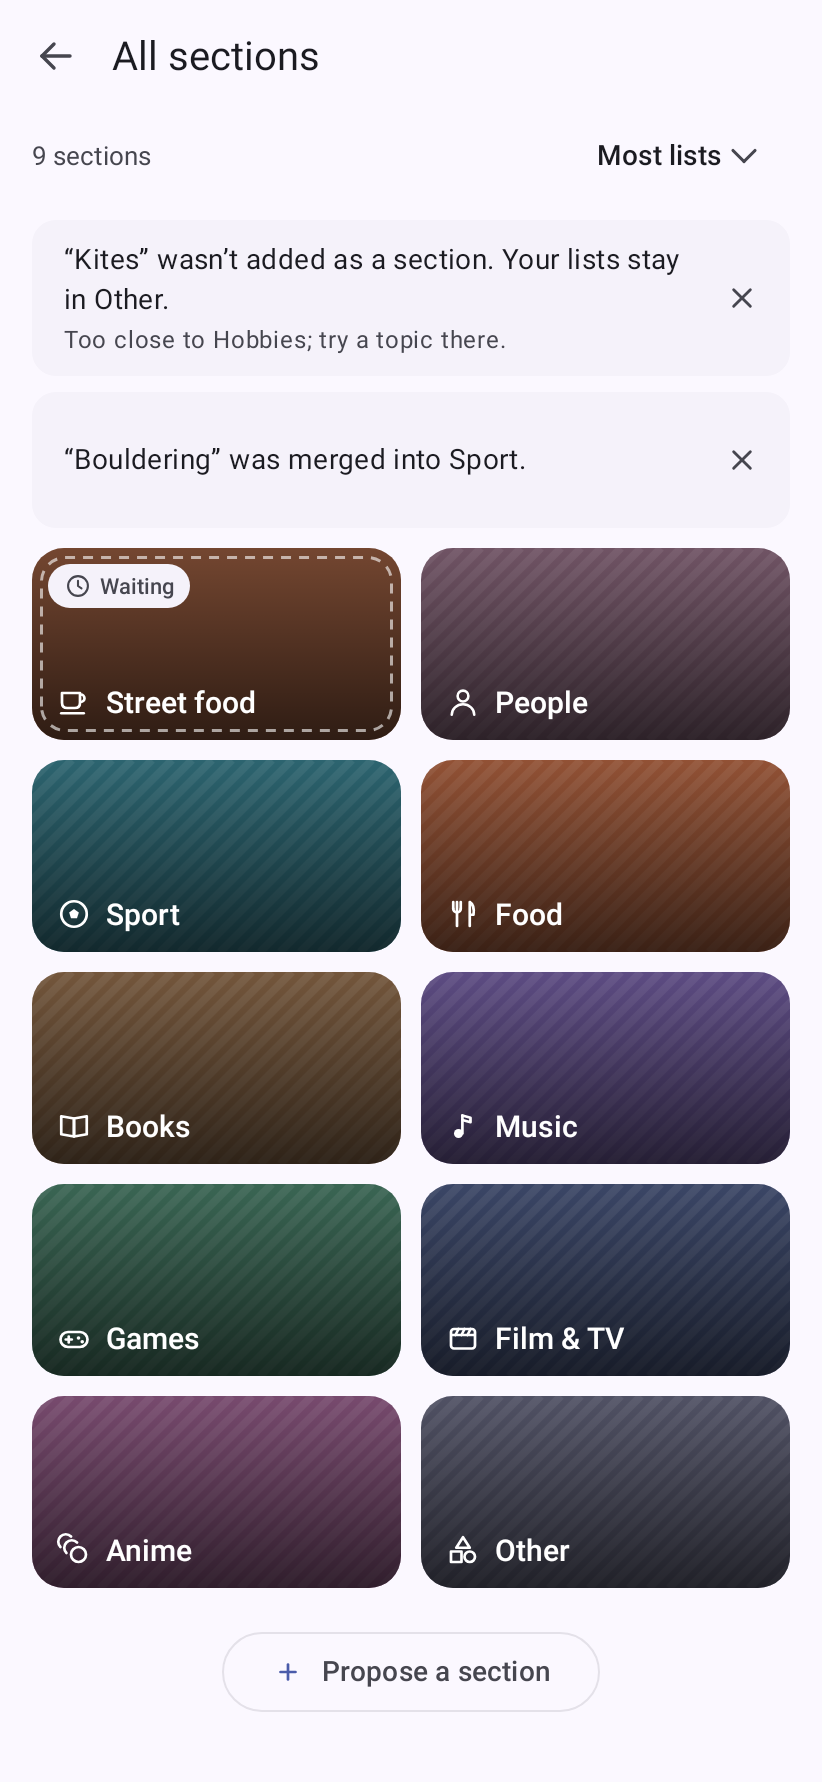 All sections
9 sections
Most lists
“Kites” wasn’t added as a section. Your lists stay
in Other.
Too close to Hobbies; try a topic there.
“Bouldering” was merged into Sport.
Waiting
Street food
People
Sport
Food
Books
Music
Games
Film & TV
Anime
Other
Propose a section